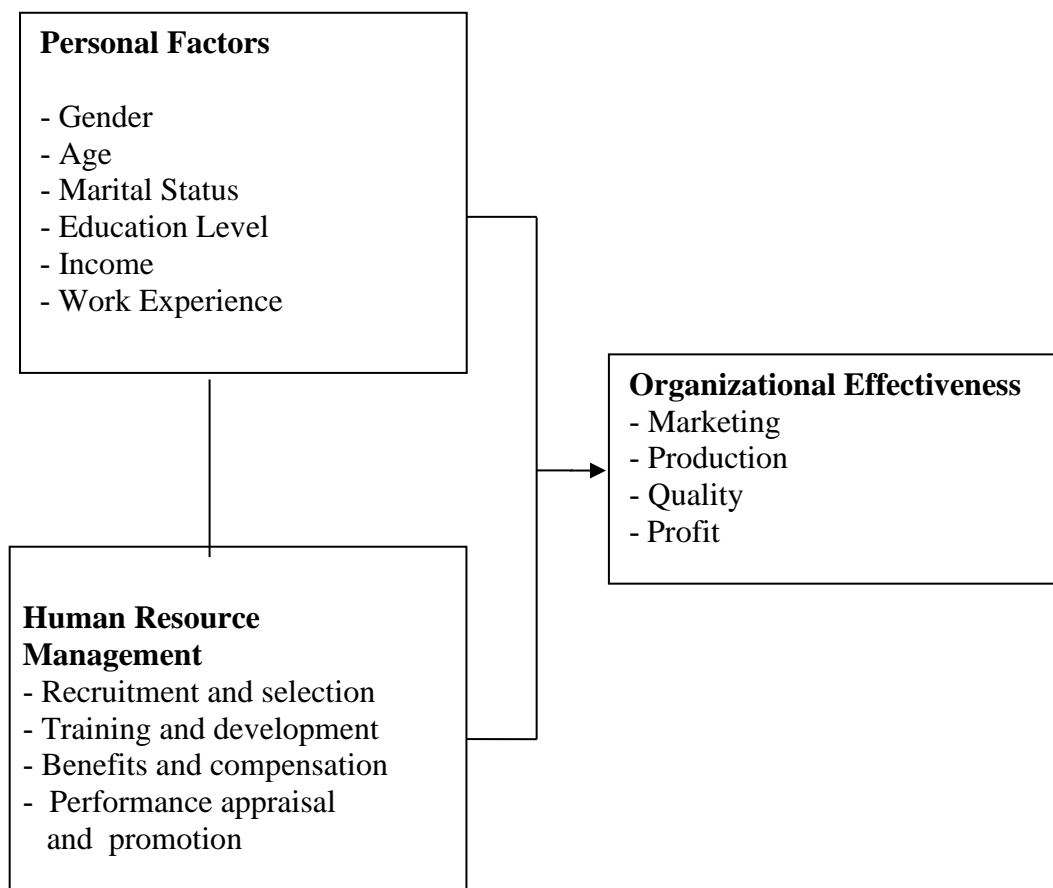 Personal Factors
- Gender
- Age
- Marital Status
- Education Level
- Income
- Work Experience
Organizational Effectiveness
- Marketing
- Production
- Quality
- Profit
Human Resource
Management
- Recruitment and selection
- Training and development
- Benefits and compensation
- Performance appraisal
and promotion